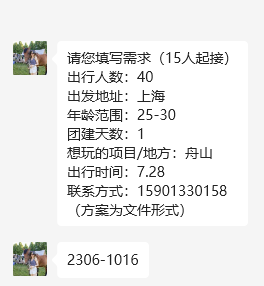 请您填写需求（15人起接）
出行人数：40
出发地址：上海
年龄范围：25-30
团建天数：1
想玩的项目/地方：舟山
出行时间：7.28
联系方式：15901330158
（方案为文件形式）
2306-1016